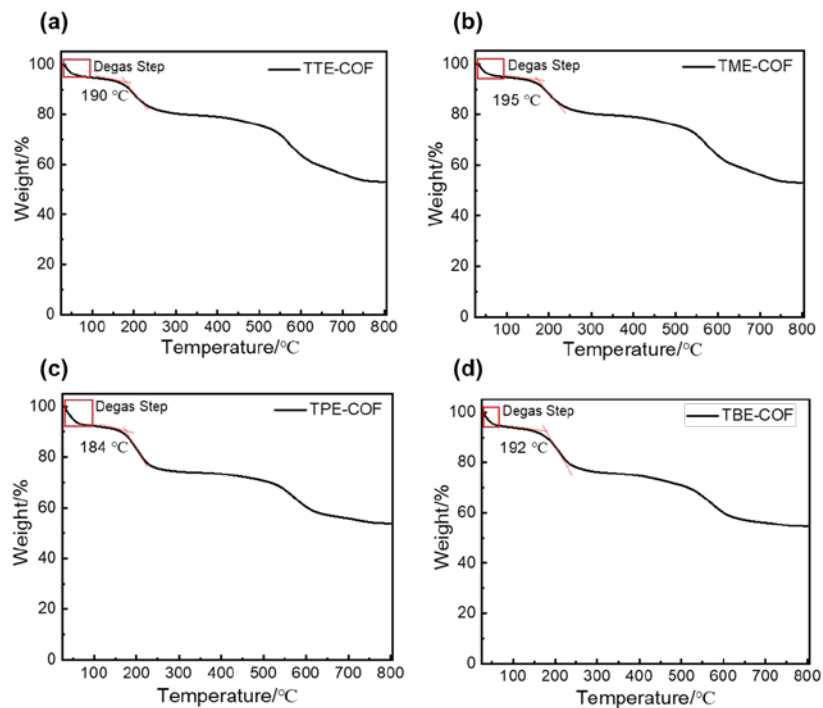 (a)
100
80
60
40
20
0
Weight/%
Degas Step
190 °C
TTE-COF
100 200 300 400 500 600 700 800
Temperature/°C
(b)
100
80
60
40
20
0
Weight/%
Degas Step
195 °C
TME-COF
100 200 300 400 500 600 700 800
Temperature/°C
(c)
100
80
60
40
20
0
Weight/%
Degas Step
184 °C
TPE-COF
100 200 300 400 500 600 700 800
Temperature/°C
(d)
100
80
60
40
20
0
Weight/%
Degas Step
192 °C
TBE-COF
100 200 300 400 500 600 700 800
Temperature/°C